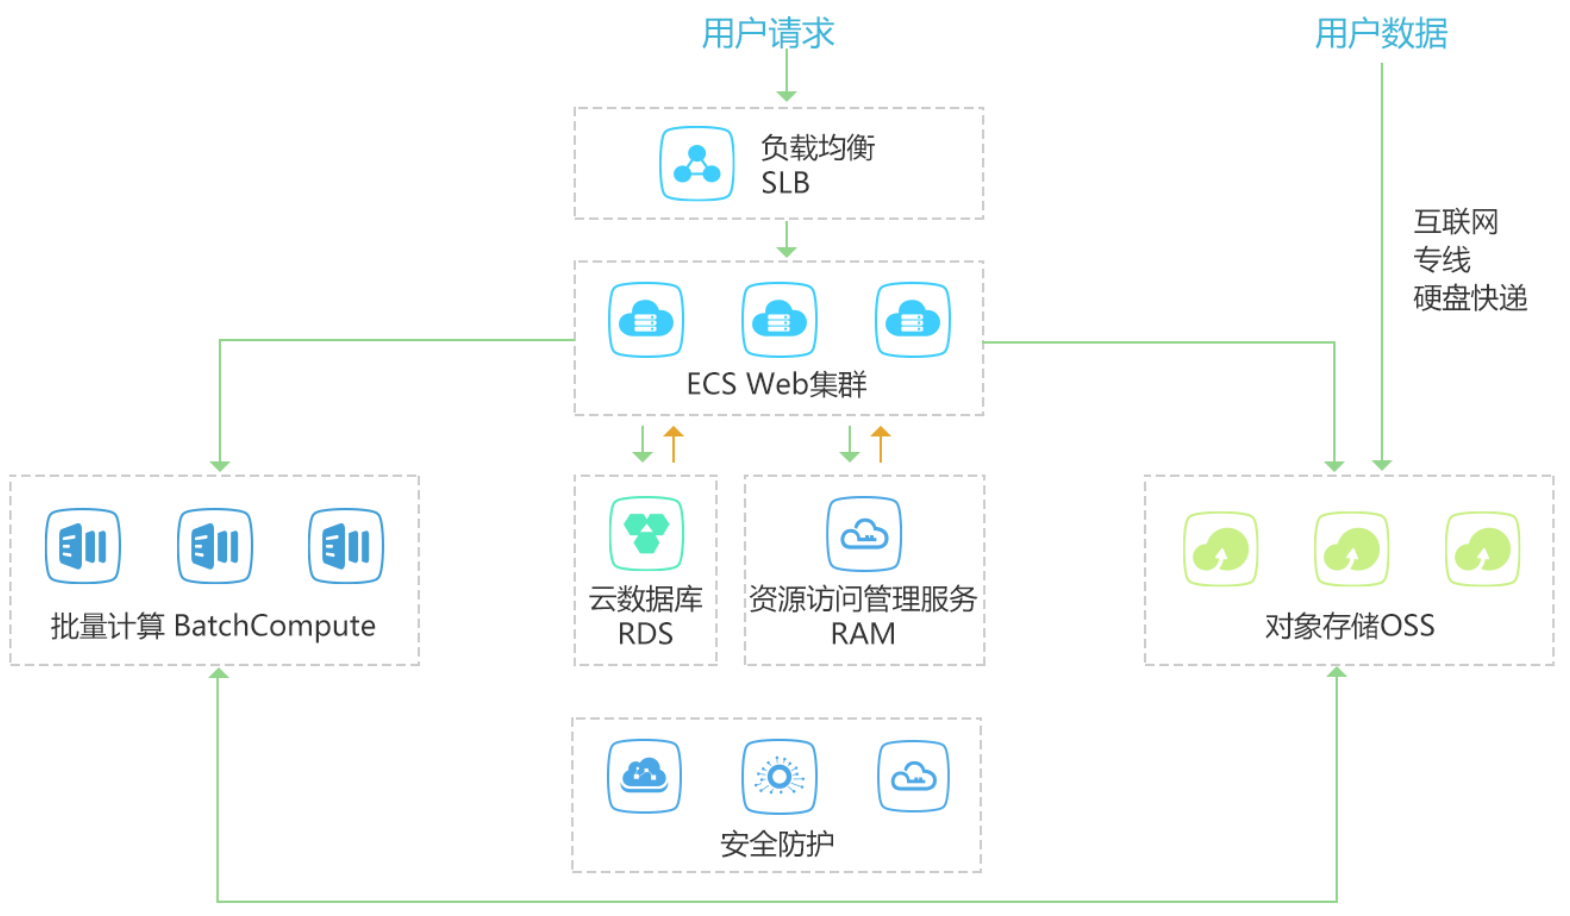 用户请求
用户数据
负载均衡
SLB
互联网
专线
硬盘快递
ECS Web集群
批量计算 BatchCompute
云数据库
RDS
资源访问管理服务
RAM
对象存储OSS
安全防护